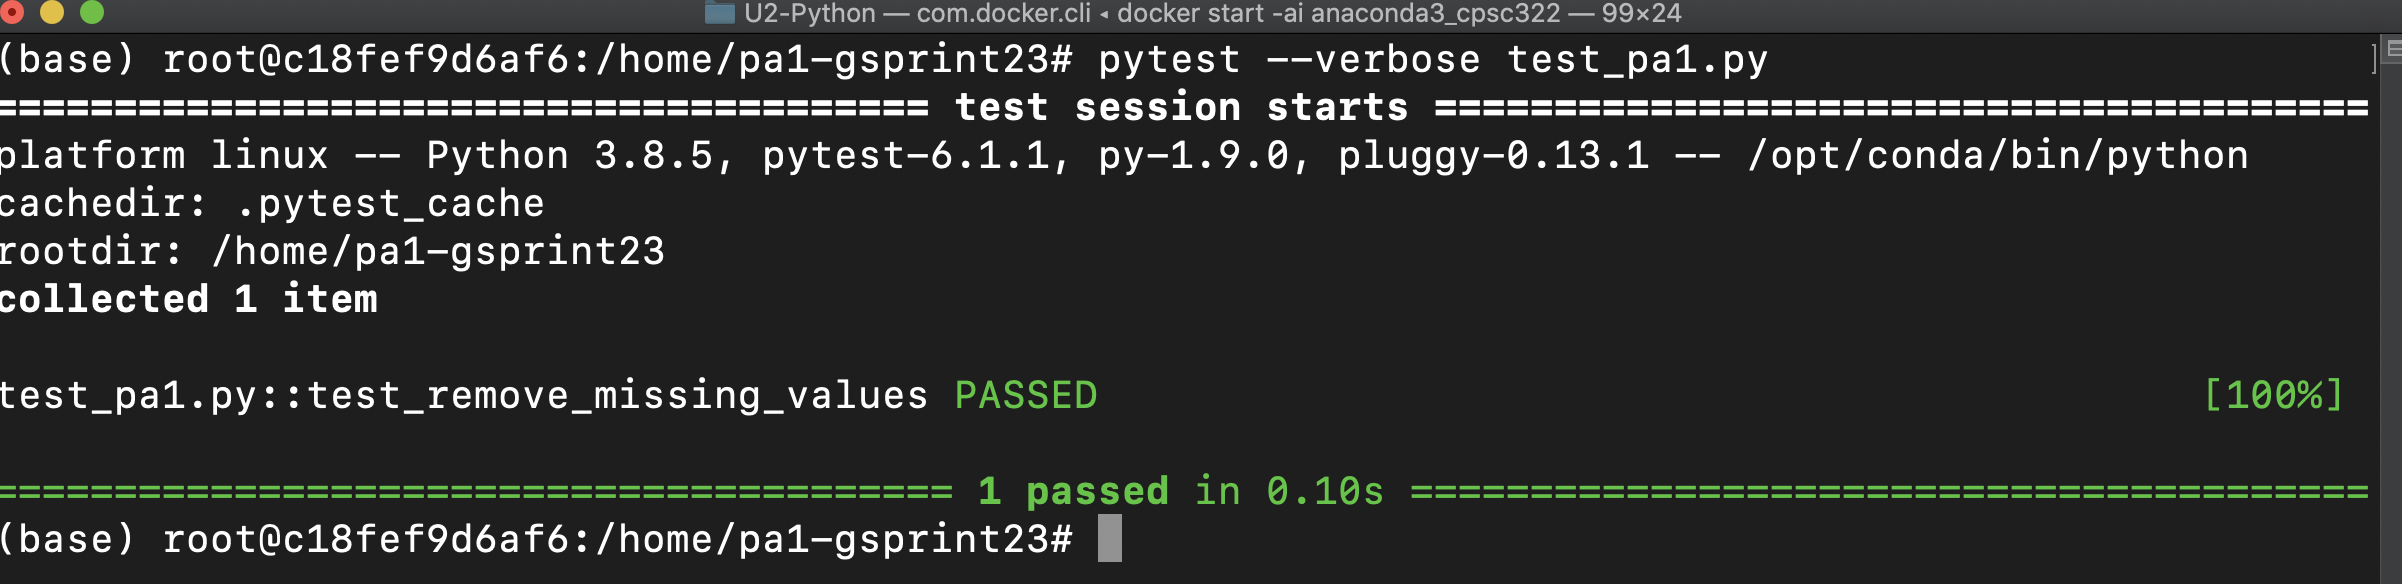 U2-Python — com.docker.cli ◂ docker start -ai anaconda3_cpsc322 — 99×24
(base) root@c18fef9d6af6:/home/pa1-gsprint23# pytest --verbose test_pa1.py
======================================= test session starts =======================================
platform linux -- Python 3.8.5, pytest-6.1.1, py-1.9.0, pluggy-0.13.1 -- /opt/conda/bin/python
cachedir: .pytest_cache
rootdir: /home/pa1-gsprint23
collected 1 item
test_pa1.py::test_remove_missing_values PASSED [100%]
======================================== 1 passed in 0.10s ========================================
(base) root@c18fef9d6af6:/home/pa1-gsprint23#